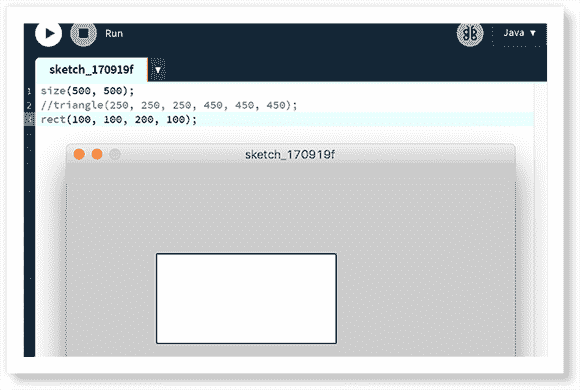 Run
Java ▼
sketch_170919f ▼
1 size(500, 500);
2 //triangle(250, 250, 250, 450, 450, 450);
rect(100, 100, 200, 100);
sketch_170919f